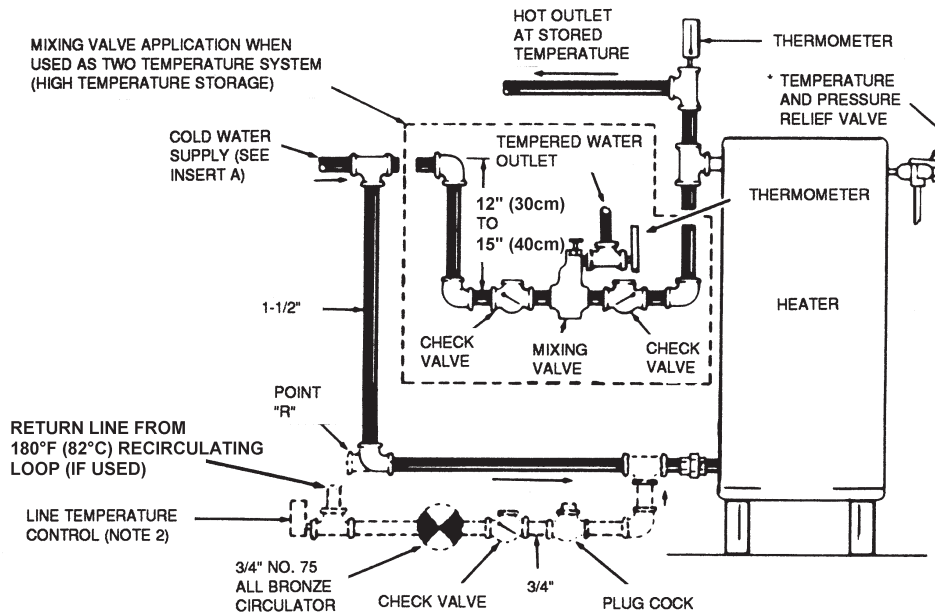 HOT OUTLET
AT STORED
TEMPERATURE
THERMOMETER
MIXING VALVE APPLICATION WHEN
USED AS TWO TEMPERATURE SYSTEM
(HIGH TEMPERATURE STORAGE)
* TEMPERATURE
AND PRESSURE
RELIEF VALVE
COLD WATER
SUPPLY (SEE
INSERT A)
TEMPERED WATER
OUTLET
THERMOMETER
12" (30cm)
TO
15" (40cm)
1-1/2"
HEATER
CHECK
VALVE
MIXING
VALVE
CHECK
VALVE
POINT
"R"
RETURN LINE FROM
180°F (82°C) RECIRCULATING
LOOP (IF USED)
LINE TEMPERATURE
CONTROL (NOTE 2)
3/4" NO. 75
ALL BRONZE
CIRCULATOR
CHECK VALVE
3/4"
PLUG COCK